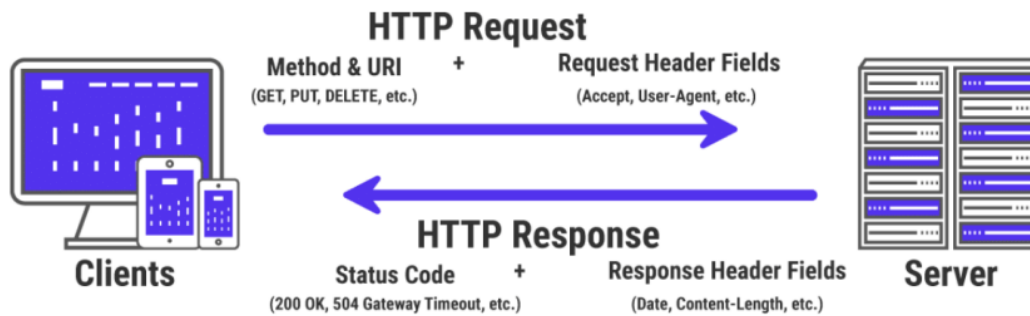 HTTP Request
Method & URI + Request Header Fields
(GET, PUT, DELETE, etc.) (Accept, User-Agent, etc.)
HTTP Response
Clients Status Code + Response Header Fields Server
(200 OK, 504 Gateway Timeout, etc.) (Date, Content-Length, etc.)